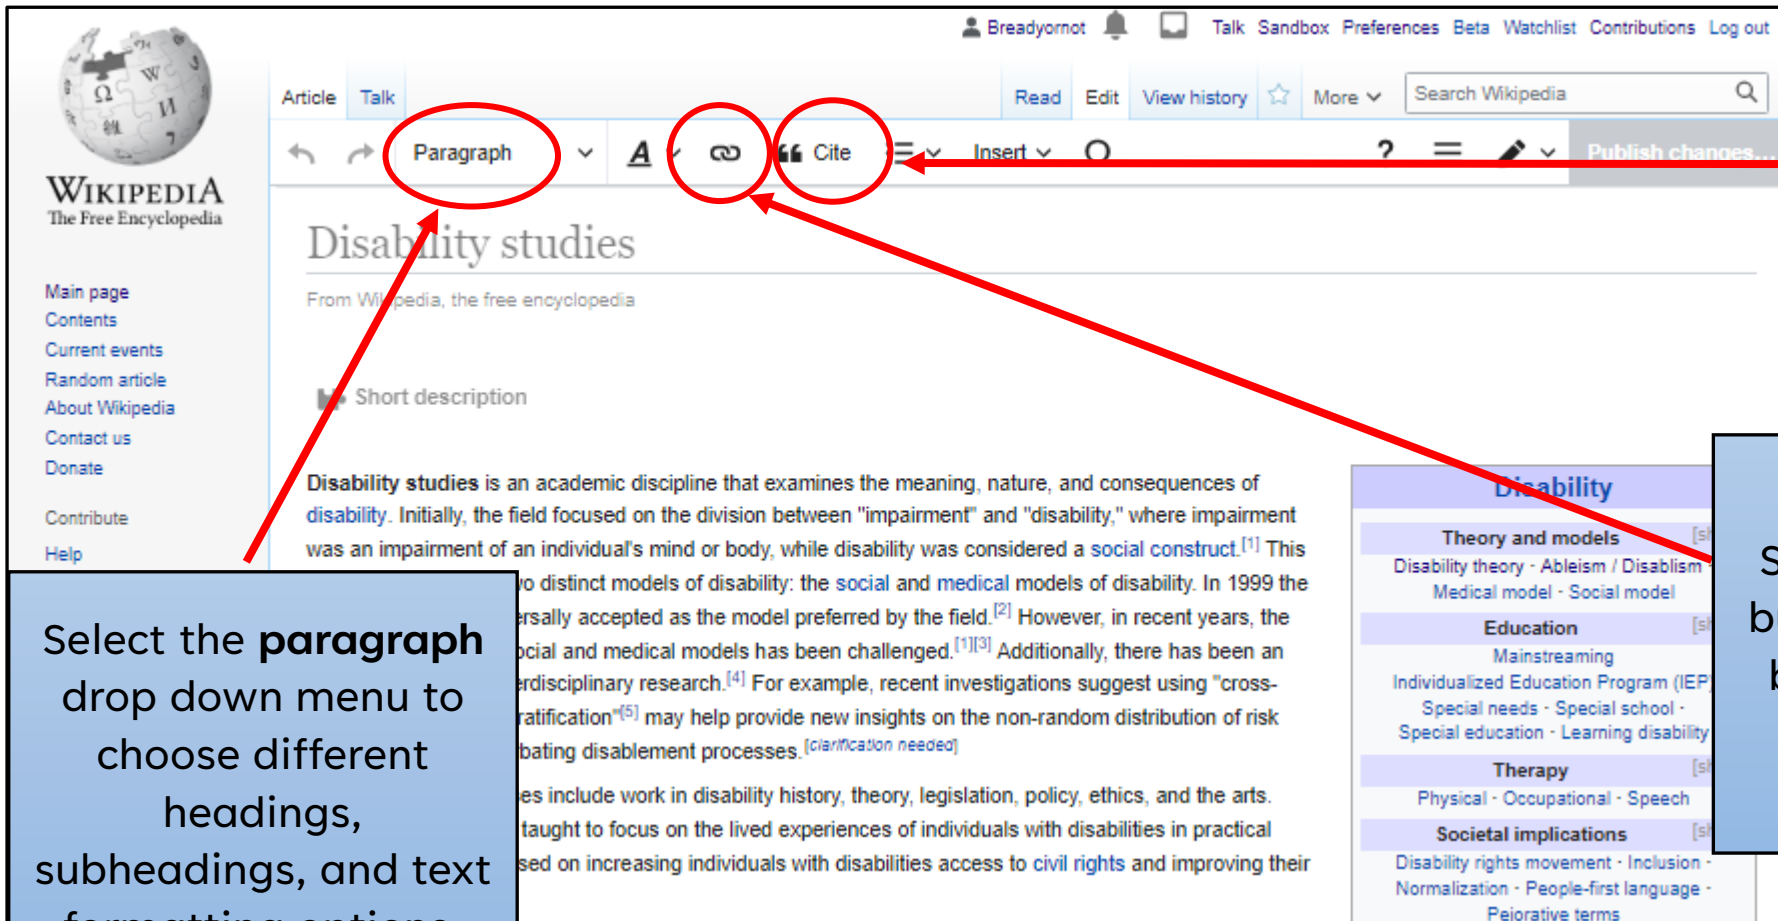 Breadyornot Talk Sandbox Preferences Beta Watchlist Contributions Log out
Article Talk Read Edit View history More Search Wikipedia
Paragraph A Cite Insert Ω ? Publish changes...
WIKIPEDIA
The Free Encyclopedia
Main page
Contents
Current events
Random article
About Wikipedia
Contact us
Donate
Contribute
Help
Disability studies
From Wikipedia, the free encyclopedia
Short description
Disability studies is an academic discipline that examines the meaning, nature, and consequences of
disability. Initially, the field focused on the division between "impairment" and "disability," where impairment
was an impairment of an individual's mind or body, while disability was considered a social construct.[1] This
distinct models of disability: the social and medical models of disability. In 1999 the
accepted as the model preferred by the field.[2] However, in recent years, the
and medical models has been challenged.[1][3] Additionally, there has been an
research.[4] For example, recent investigations suggest using "cross-
[5] may help provide new insights on the non-random distribution of risk
disablement processes.[clarification needed]
include work in disability history, theory, legislation, policy, ethics, and the arts.
taught to focus on the lived experiences of individuals with disabilities in practical
on increasing individuals with disabilities access to civil rights and improving their
Select the paragraph
drop down menu to
choose different
headings,
subheadings, and text
formatting options
Disability
Theory and models
Disability theory · Ableism / Disablism ·
Medical model · Social model
Education
Mainstreaming
Individualized Education Program (IEP)
Special needs · Special school ·
Special education · Learning disability
Therapy
Physical · Occupational · Speech
Societal implications
Disability rights movement · Inclusion ·
Normalization · People-first language ·
Pejorative terms